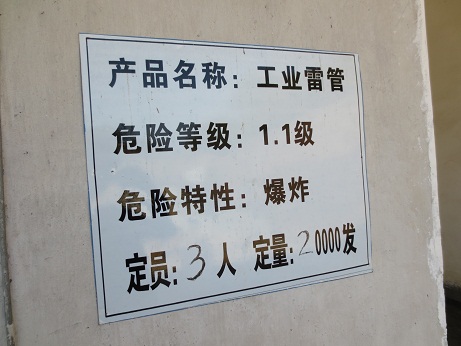 产品名称：工业雷管
危险等级：1.1级
危险特性：爆炸
定员：3人 定量：20000发